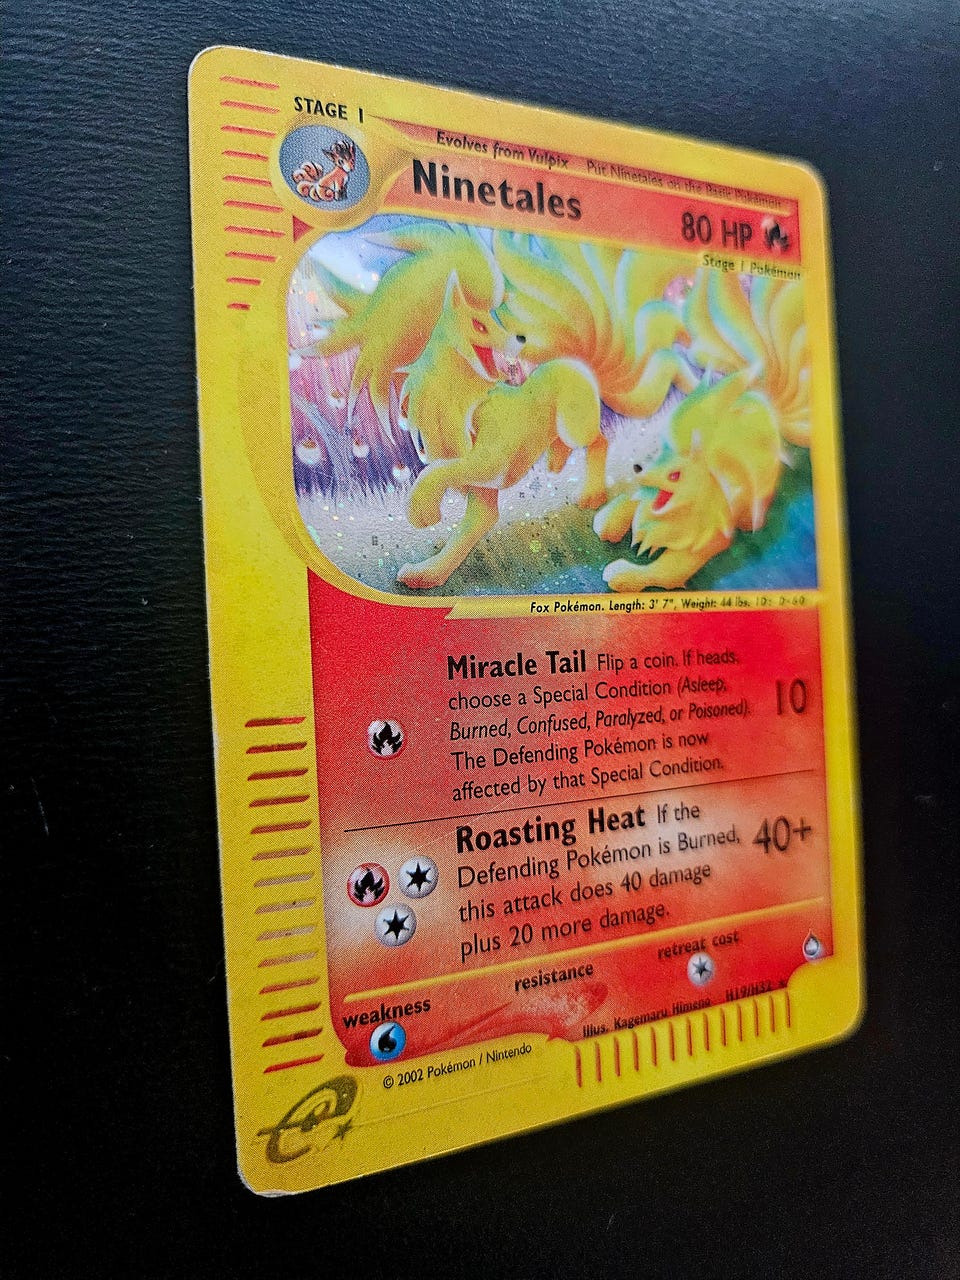 STAGE 1
Evolves from Vulpix Put Ninetales on the Basic Pokémon
Ninetales
80 HP
Stage 1 Pokémon
Fox Pokémon. Length: 3' 7", Weight: 44 lbs.
Miracle Tail Flip a coin. If heads,
choose a Special Condition (Asleep,
Burned, Confused, Paralyzed, or Poisoned).
The Defending Pokémon is now
affected by that Special Condition.
10
Roasting Heat If the
Defending Pokémon is Burned,
this attack does 40 damage
plus 20 more damage.
40+
weakness
resistance
retreat cost
Illus. Kagemaru Himeno H19/H32
© 2002 Pokémon / Nintendo
e